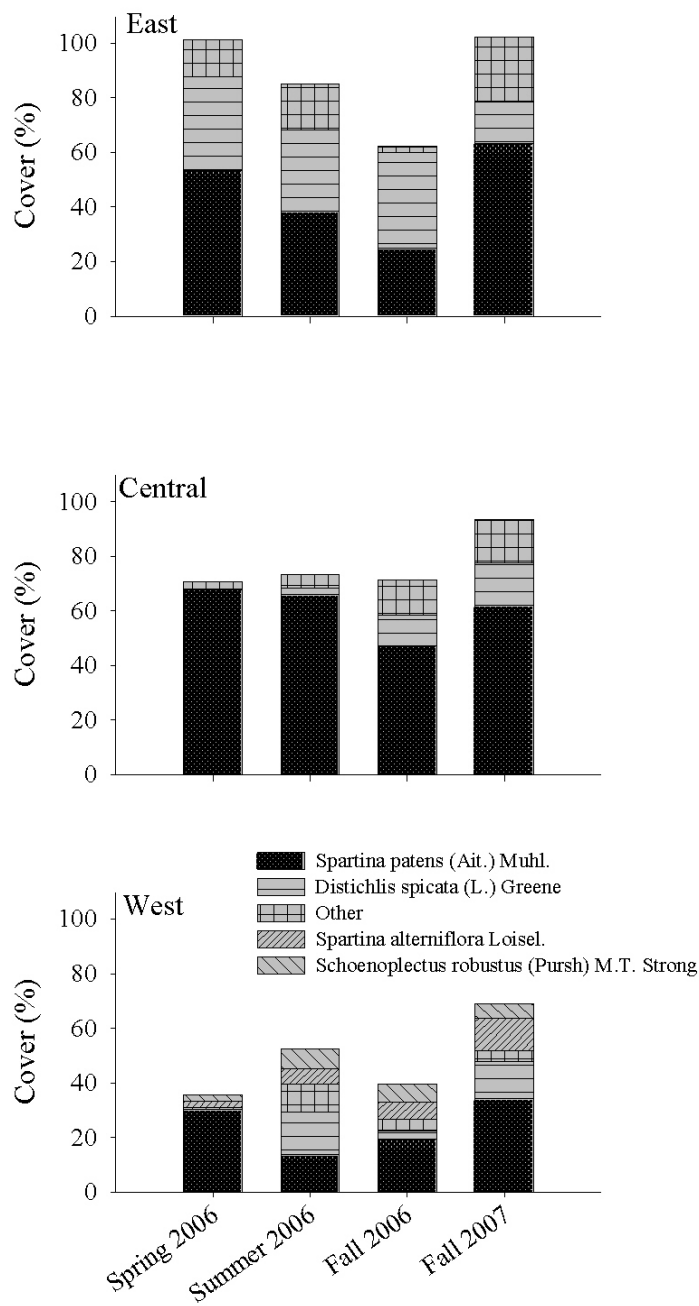 East
100
80
60
40
20
0
Cover (%)
Central
100
80
60
40
20
0
Cover (%)
Spartina patens (Ait.) Muhl.
Distichlis spicata (L.) Greene
Other
Spartina alterniflora Loisel.
Schoenoplectus robustus (Pursh) M.T. Strong
West
100
80
60
40
20
0
Cover (%)
Spring 2006
Summer 2006
Fall 2006
Fall 2007